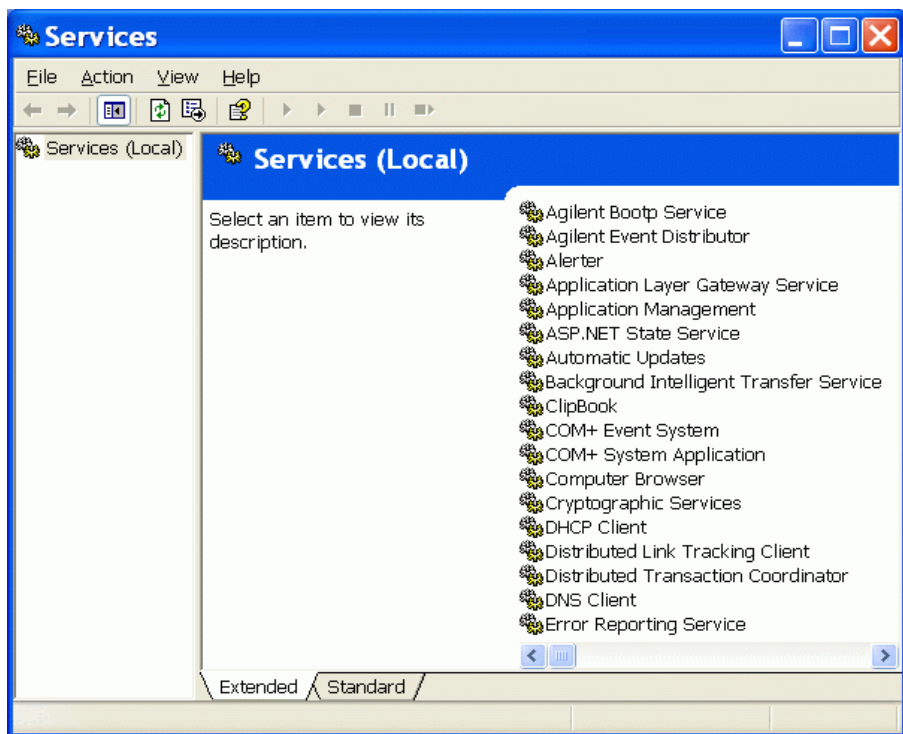 Services
File Action View Help
Services (Local)
Services (Local)
Select an item to view its
description.
Agilent Bootp Service
Agilent Event Distributor
Alerter
Application Layer Gateway Service
Application Management
ASP.NET State Service
Automatic Updates
Background Intelligent Transfer Service
ClipBook
COM+ Event System
COM+ System Application
Computer Browser
Cryptographic Services
DHCP Client
Distributed Link Tracking Client
Distributed Transaction Coordinator
DNS Client
Error Reporting Service
Extended Standard